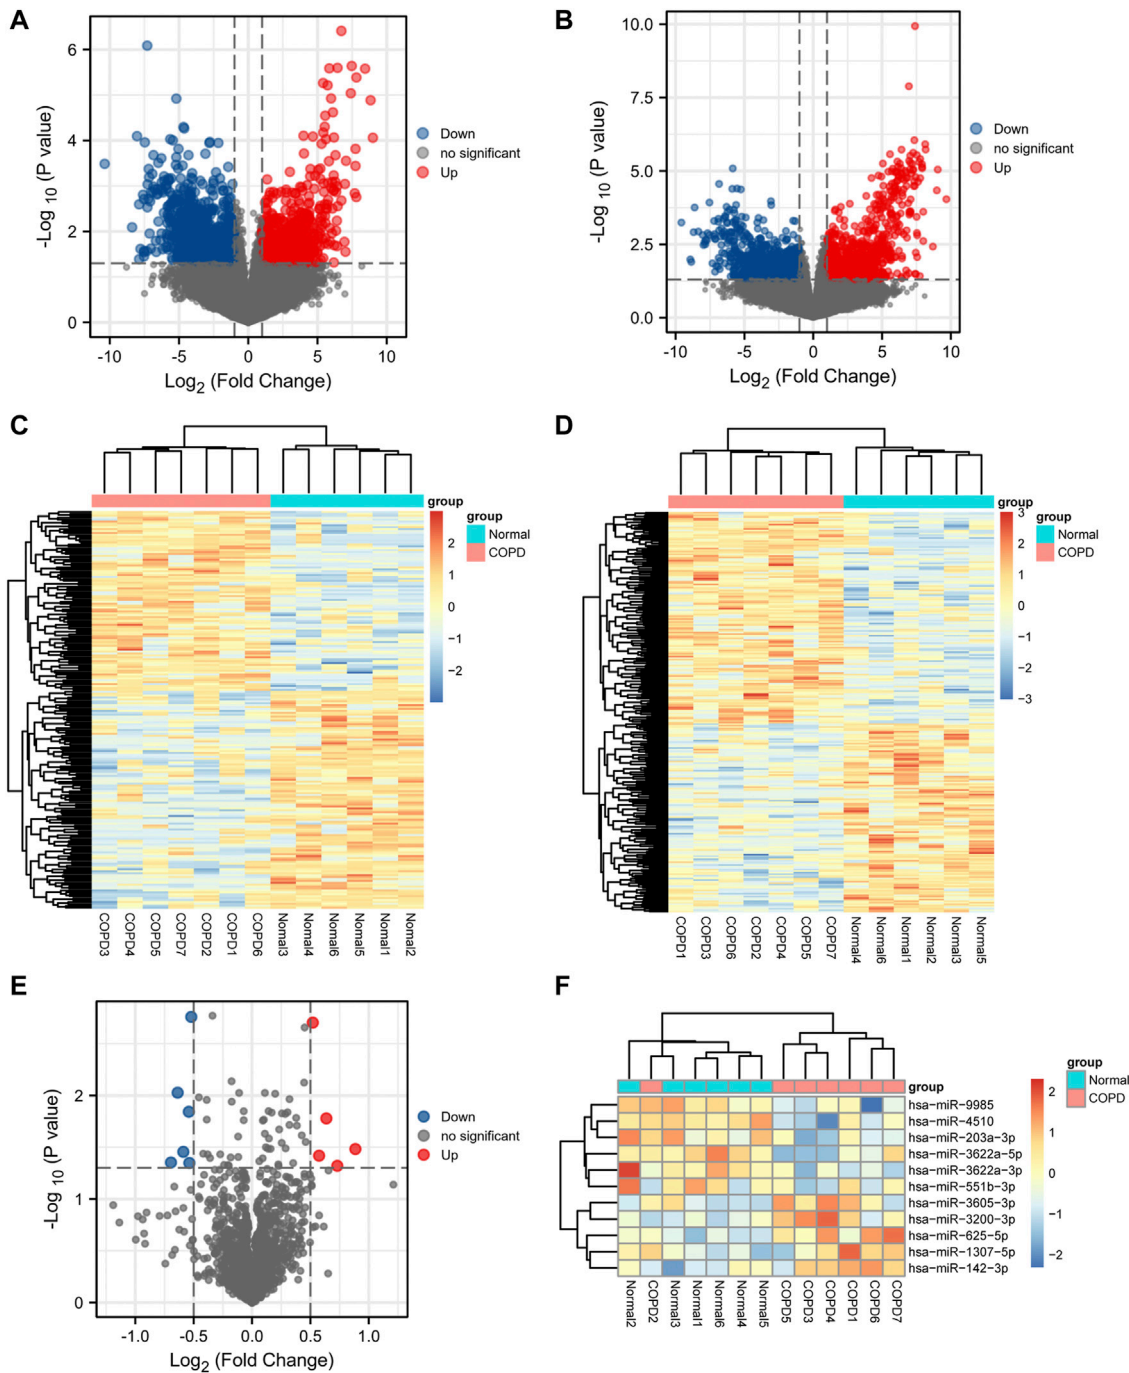 A
6
4
2
0
-10
-5
0
5
10
-Log 10 (P value)
Log2 (Fold Change)
Down
no significant
Up
B
10.0
7.5
5.0
2.5
0.0
-10
-5
0
5
10
-Log 10 (P value)
Log2 (Fold Change)
Down
no significant
Up
C
group
2
1
0
−1
−2
group
Normal
COPD
COPD3
COPD4
COPD5
COPD7
COPD2
COPD1
COPD6
Normal3
Normal4
Normal6
Normal5
Normal1
Normal2
D
group
3
2
1
0
−1
−2
−3
group
Normal
COPD
COPD1
COPD3
COPD6
COPD2
COPD4
COPD5
COPD7
Normal4
Normal6
Normal1
Normal2
Normal3
Normal5
E
2
1
0
-1.0
-0.5
0.0
0.5
1.0
-Log 10 (P value)
Log2 (Fold Change)
Down
no significant
Up
F
group
hsa−miR−9985
hsa−miR−4510
hsa−miR−203a−3p
hsa−miR−3622a−5p
hsa−miR−3622a−3p
hsa−miR−551b−3p
hsa−miR−3605−3p
hsa−miR−3200−3p
hsa−miR−625−5p
hsa−miR−1307−5p
hsa−miR−142−3p
2
1
0
−1
−2
group
Normal
COPD
Normal2
COPD2
Normal3
Normal1
Normal6
Normal4
Normal5
COPD5
COPD3
COPD4
COPD1
COPD6
COPD7